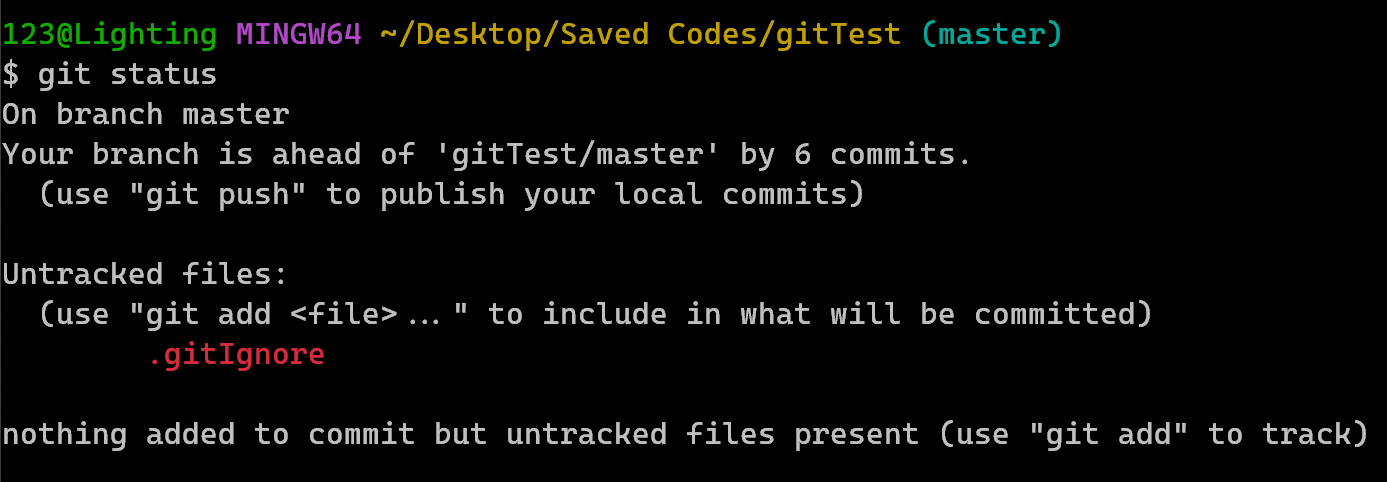 123@Lighting MINGW64 ~/Desktop/Saved Codes/gitTest (master)
$ git status
On branch master
Your branch is ahead of 'gitTest/master' by 6 commits.
  (use "git push" to publish your local commits)

Untracked files:
  (use "git add <file>..." to include in what will be committed)
        .gitIgnore

nothing added to commit but untracked files present (use "git add" to track)